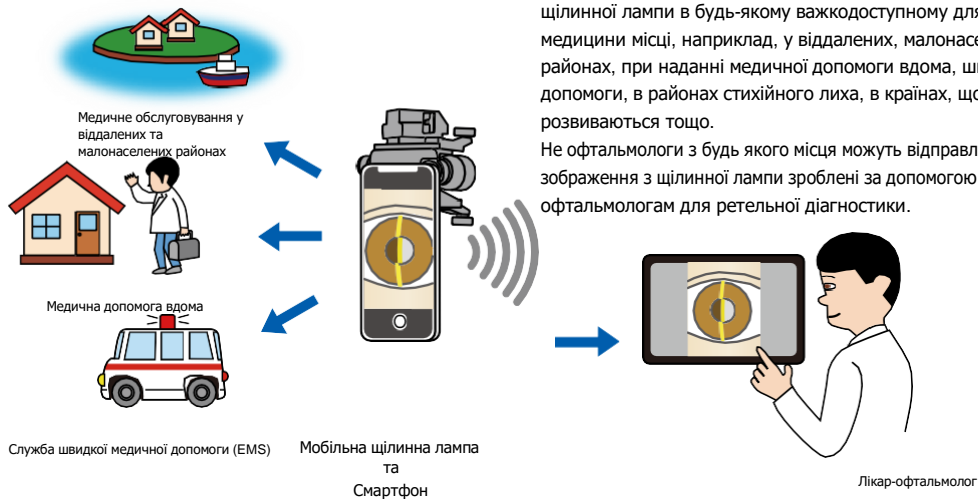 щілинної лампи в будь-якому важкодоступному для
медицини місці, наприклад, у віддалених,
районах, при наданні медичної допомоги вдома,
допомоги, в районах стихійного лиха, в країнах,
розвиваються тощо.
Не офтальмологи з будь якого місця можуть
зображення з щілинної лампи зроблені за допомогою
офтальмологам для ретельної діагностики.
Медичне обслуговування у
віддалених та
малонаселених районах
Медична допомога вдома
Служба швидкої медичної допомоги (EMS)
Мобільна щілинна лампа
та
Смартфон
Лікар-офтальмолог